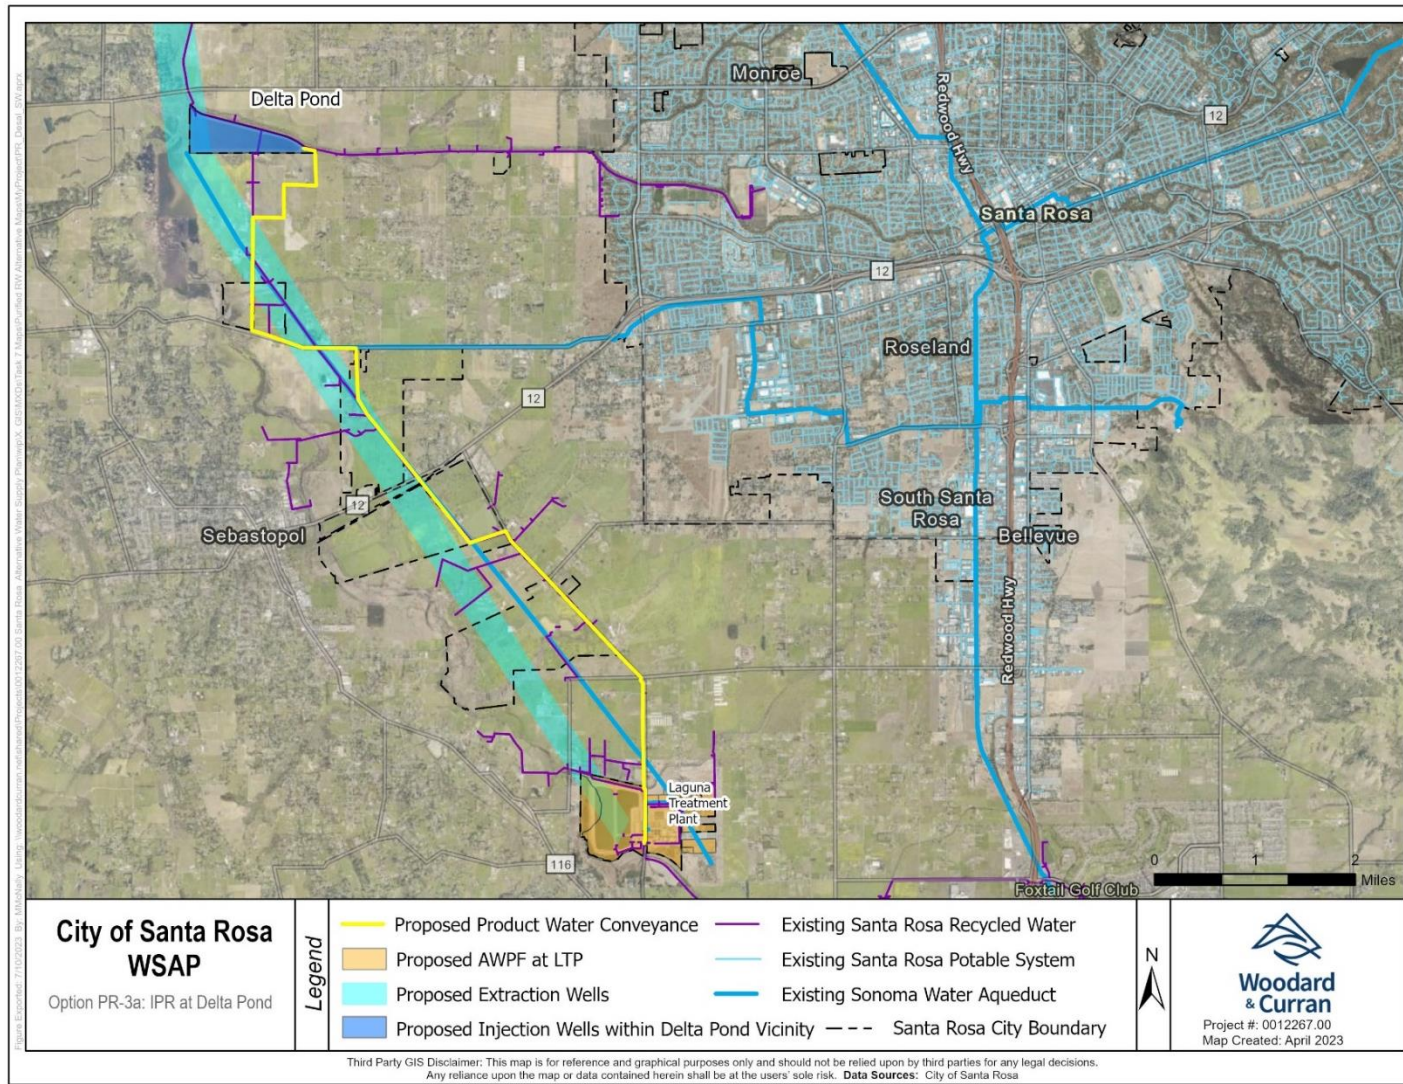 Delta Pond
Monroe
Redwood Hwy
12
Santa Rosa
12
Roseland
12
12
Sebastopol
South Santa
Rosa
Bellevue
Redwood Hwy
Laguna
Treatment
Plant
116
Foxtail Golf Club
0 1 2
Miles
City of Santa Rosa
WSAP
Option PR-3a: IPR at Delta Pond
Legend
Proposed Product Water Conveyance
Proposed AWPF at LTP
Proposed Extraction Wells
Proposed Injection Wells within Delta Pond Vicinity
Existing Santa Rosa Recycled Water
Existing Santa Rosa Potable System
Existing Sonoma Water Aqueduct
Santa Rosa City Boundary
N
Woodard
& Curran
Project #: 0012267.00
Map Created: April 2023
Third Party GIS Disclaimer: This map is for reference and graphical purposes only and should not be relied upon by third parties for any legal decisions.
Any reliance upon the map or data contained herein shall be at the users' sole risk. Data Sources: City of Santa Rosa